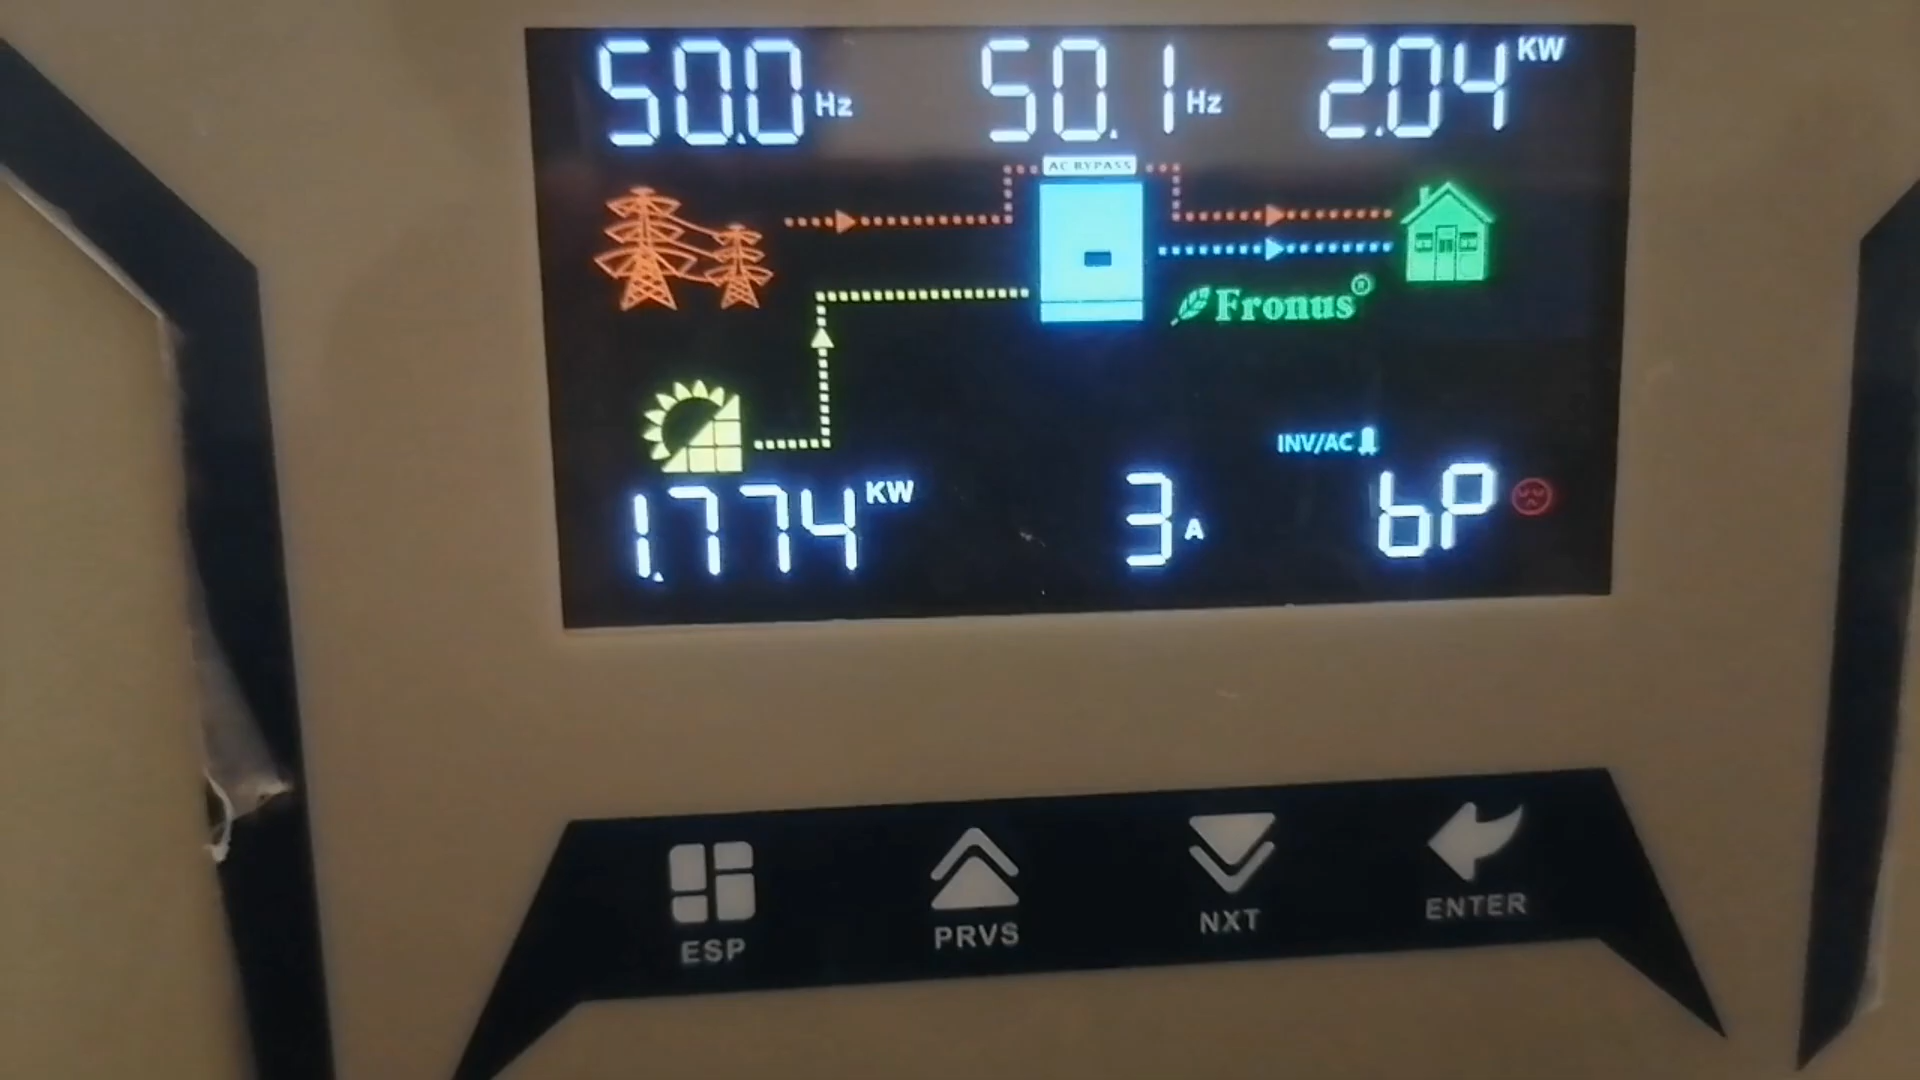 50.0 Hz 50.1 Hz 2.04 KW
AC BYPASS
Fronus®
INV/AC
1.774 KW 3 A bP
ESP PRVS NXT ENTER